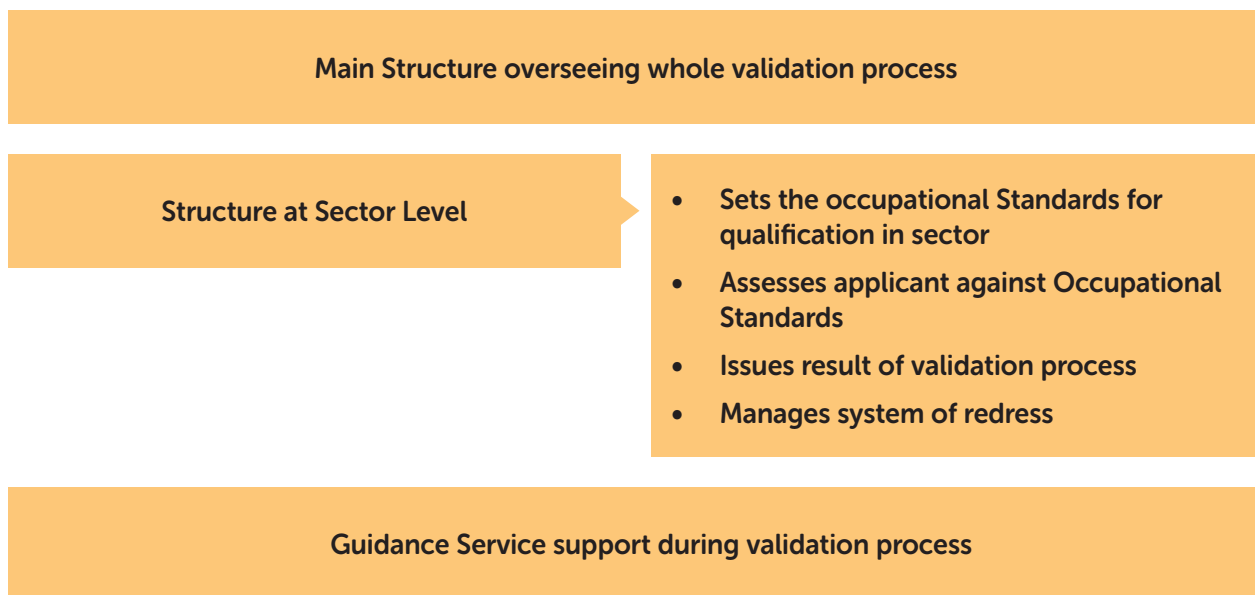 Main Structure overseeing whole validation process
Structure at Sector Level
• Sets the occupational Standards for
qualification in sector
• Assesses applicant against Occupational
Standards
• Issues result of validation process
• Manages system of redress
Guidance Service support during validation process